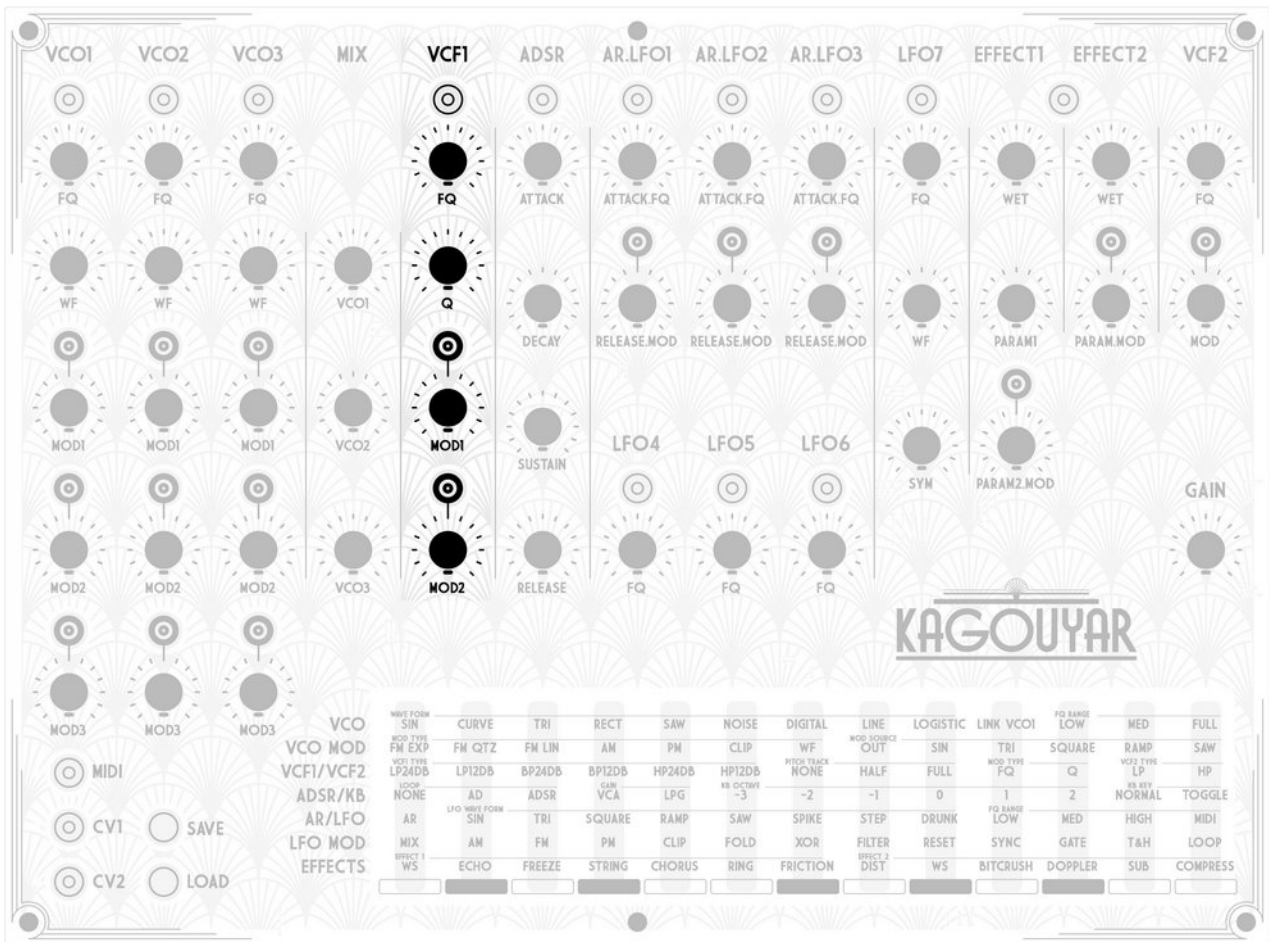 VCO1 VCO2 VCO3 MIX VCF1 ADSR AR.LFO1 AR.LFO2 AR.LFO3 LFO7 EFFECT1 EFFECT2 VCF2
FQ FQ FQ FQ ATTACK ATTACK.FQ ATTACK.FQ ATTACK.FQ FQ WET WET FQ
WF WF WF VCO1 Q
DECAY RELEASE.MOD RELEASE.MOD RELEASE.MOD WF PARAM1 PARAM.MOD MOD
MOD1 MOD1 MOD1 VCO2 MOD1 LFO4 LFO5 LFO6
SUSTAIN
SYM PARAM2.MOD
GAIN
MOD2 MOD2 MOD2 VCO3 MOD2 RELEASE FQ FQ FQ
KAGOUYAR
MOD3 MOD3 MOD3
WAVE FORM FQ RANGE
VCO SIN CURVE TRI RECT SAW NOISE DIGITAL LINE LOGISTIC LINK VCO1 LOW MED FULL
MOD TYPE MOD SOURCE
VCO MOD FM EXP FM QTZ FM LIN AM PM CLIP WF OUT SIN TRI SQUARE RAMP SAW
VCF1 TYPE PITCH TRACK MOD TYPE VCF2 TYPE
VCF1/VCF2 LP24DB LP12DB BP24DB BP12DB HP24DB HP12DB NONE HALF FULL FQ Q LP HP
LOOP GAIN KB OCTAVE KB KEY
ADSR/KB NONE AD ADSR VCA LPG -3 -2 -1 0 1 2 NORMAL TOGGLE
LFO WAVE FORM FQ RANGE
AR/LFO AR SIN TRI SQUARE RAMP SAW SPIKE STEP DRUNK LOW MED HIGH MIDI
LFO MOD MIX AM FM PM CLIP FOLD XOR FILTER RESET SYNC GATE T&H LOOP
EFFECT 1 EFFECT 2
EFFECTS WS ECHO FREEZE STRING CHORUS RING FRICTION DIST WS BITCRUSH DOPPLER SUB COMPRESS
MIDI
CV1 SAVE
CV2 LOAD